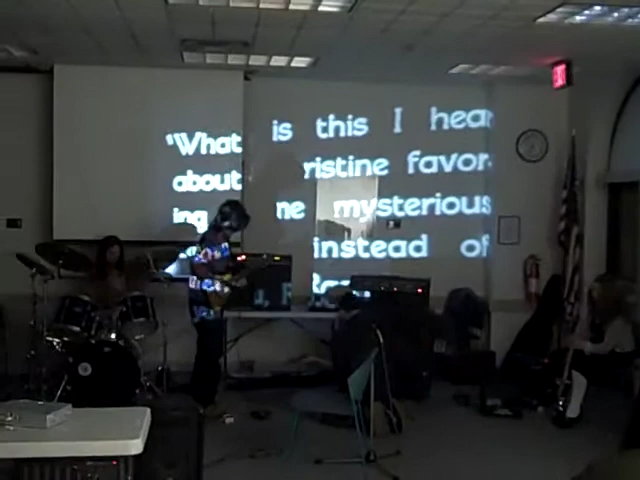 'What is this I hear
about ristine favor-
ing ne mysterious
instead of